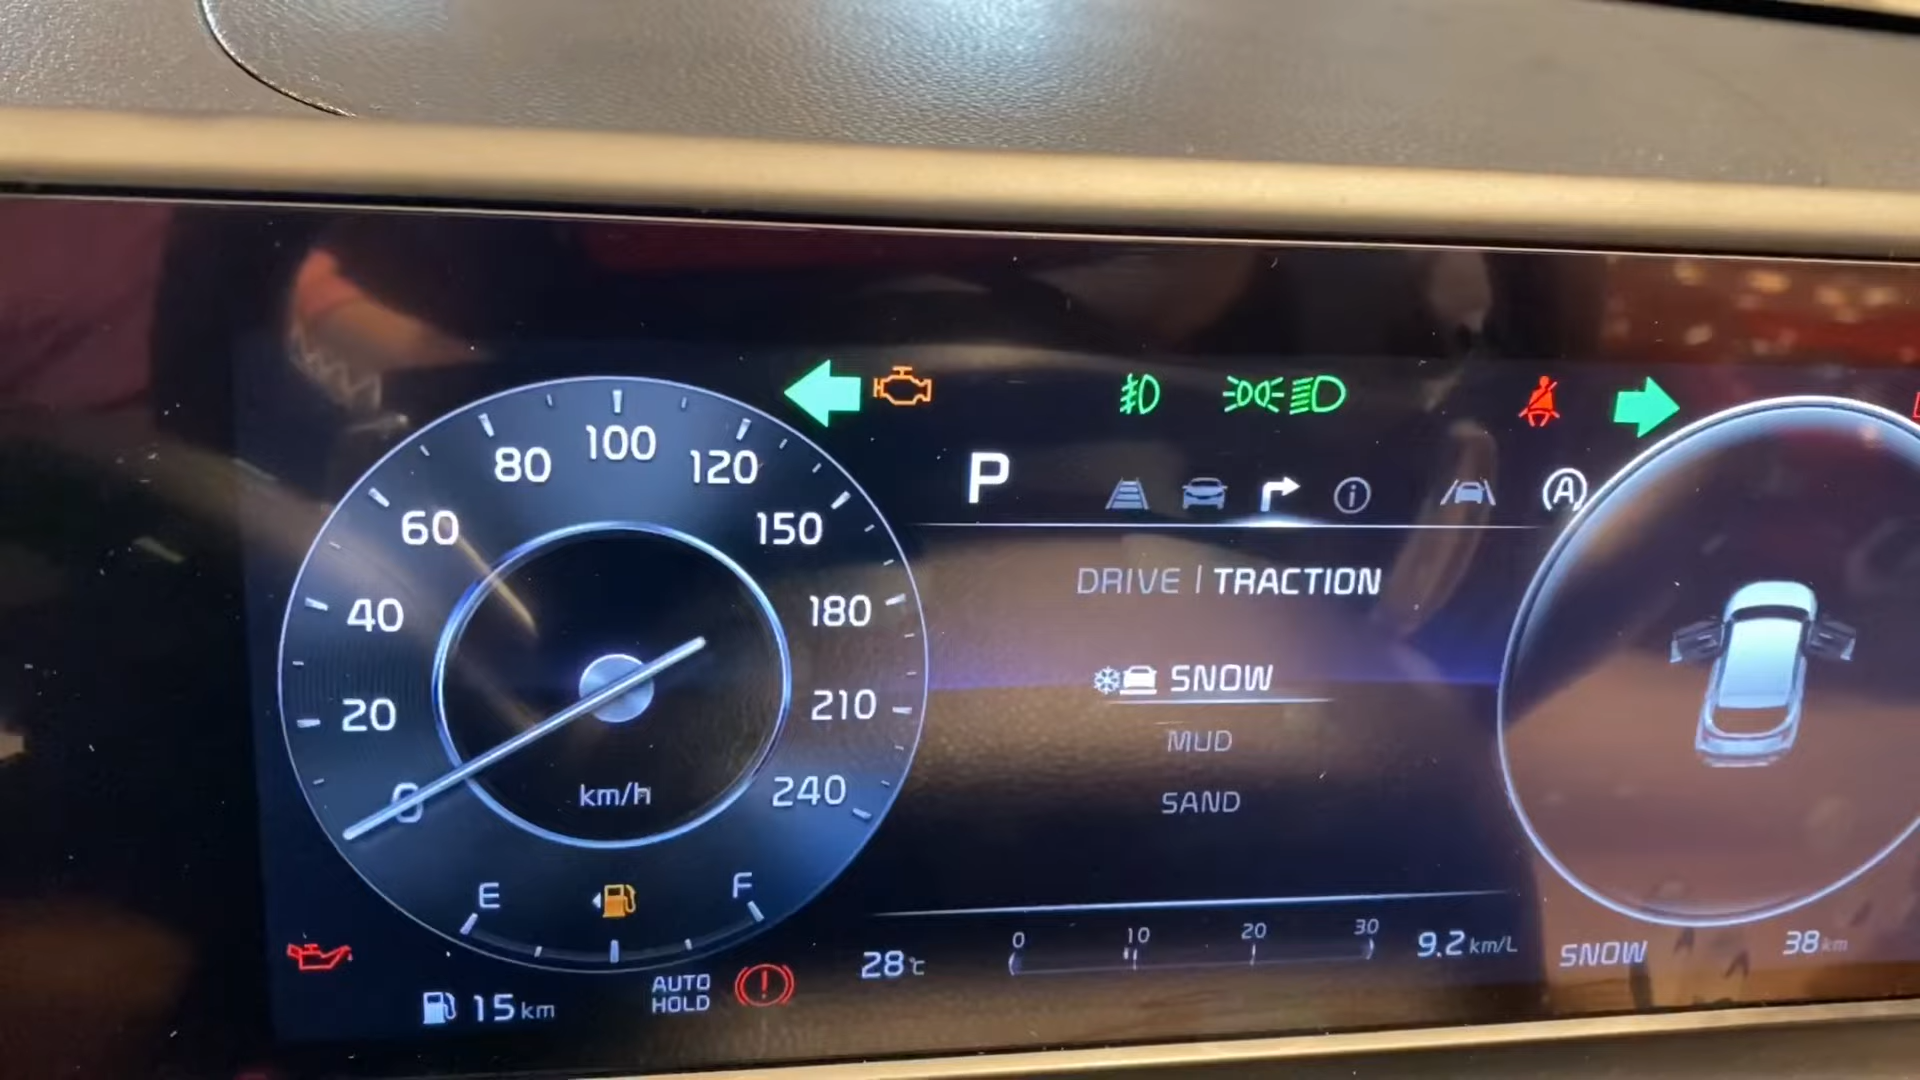 80 100 120
60 150
40 180
20 210
0 240
km/h
E F
15 km
AUTO
HOLD
P
i
A
DRIVE | TRACTION
SNOW
MUD
SAND
28℃
0 10 20 30
9.2 km/L
SNOW
38 km